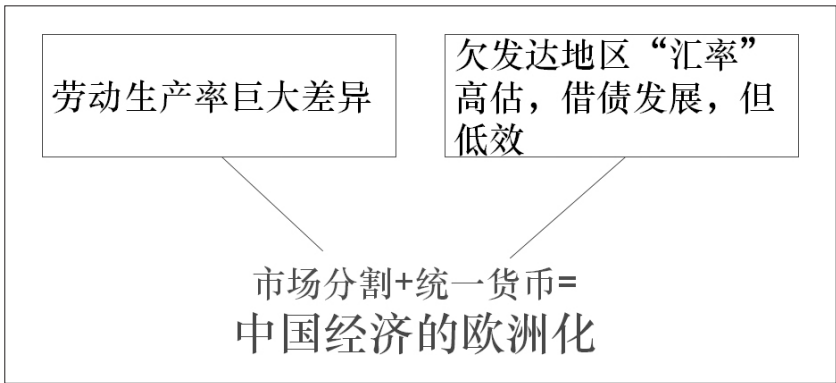 劳动生产率巨大差异
欠发达地区“汇率”
高估，借债发展，但
低效
市场分割+统一货币=
中国经济的欧洲化